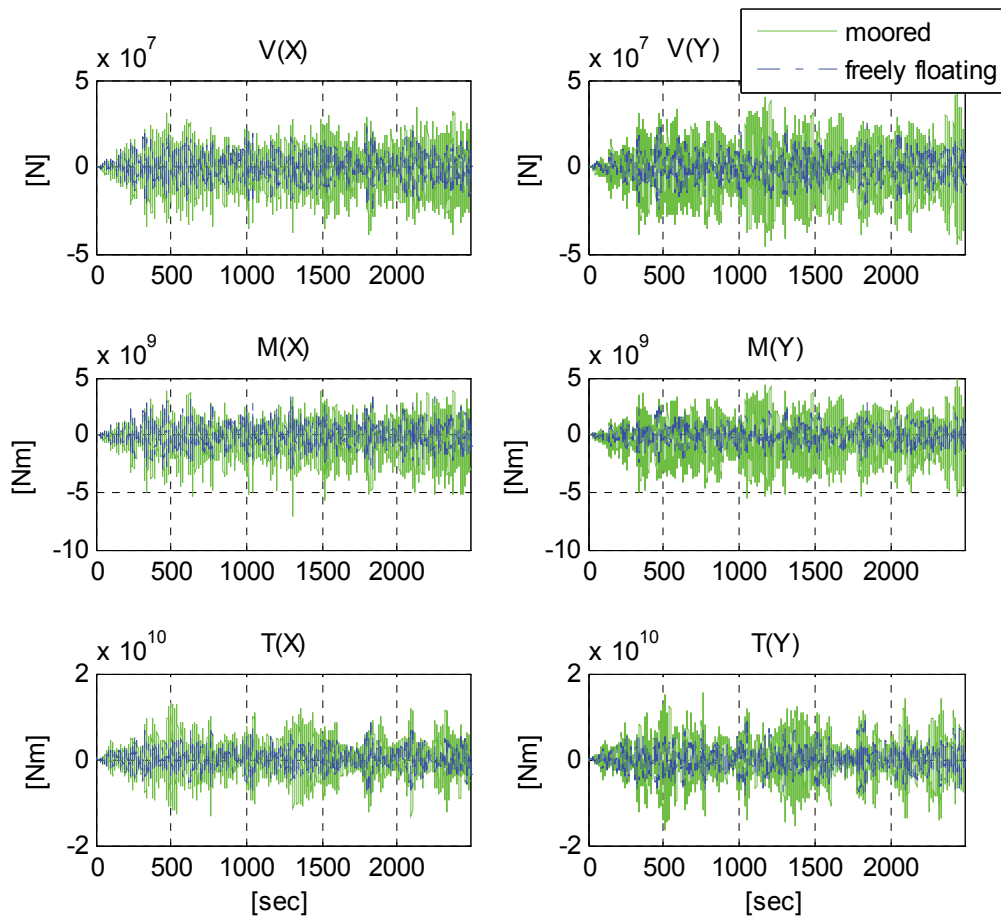 moored
freely floating
x 10^7
V(X)
5
0
-5
[N]
0 500 1000 1500 2000
x 10^7
V(Y)
5
0
-5
[N]
0 500 1000 1500 2000
x 10^9
M(X)
5
0
-5
-10
[Nm]
0 500 1000 1500 2000
x 10^9
M(Y)
5
0
-5
-10
[Nm]
0 500 1000 1500 2000
x 10^10
T(X)
2
0
-2
[Nm]
0 500 1000 1500 2000
[sec]
x 10^10
T(Y)
2
0
-2
[Nm]
0 500 1000 1500 2000
[sec]